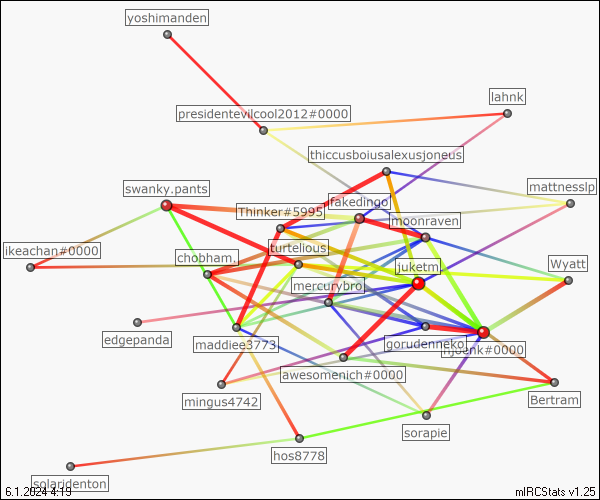 yoshimanden
lahnk
presidentevilcool2012#0000
thiccusboiusalexusjoneus
swanky.pants
mattnesslp
fakedingo
Thinker#5995
moonraven
ikeachan#0000
turtelious
chobham.
Wyatt
juketm
mercurybro
edgepanda
maddiee3773
gorudenneko
njoenk#0000
awesomenich#0000
mingus4742
Bertram
sorapie
hos8778
solaridenton
6.1.2024 4:19
mIRCStats v1.25